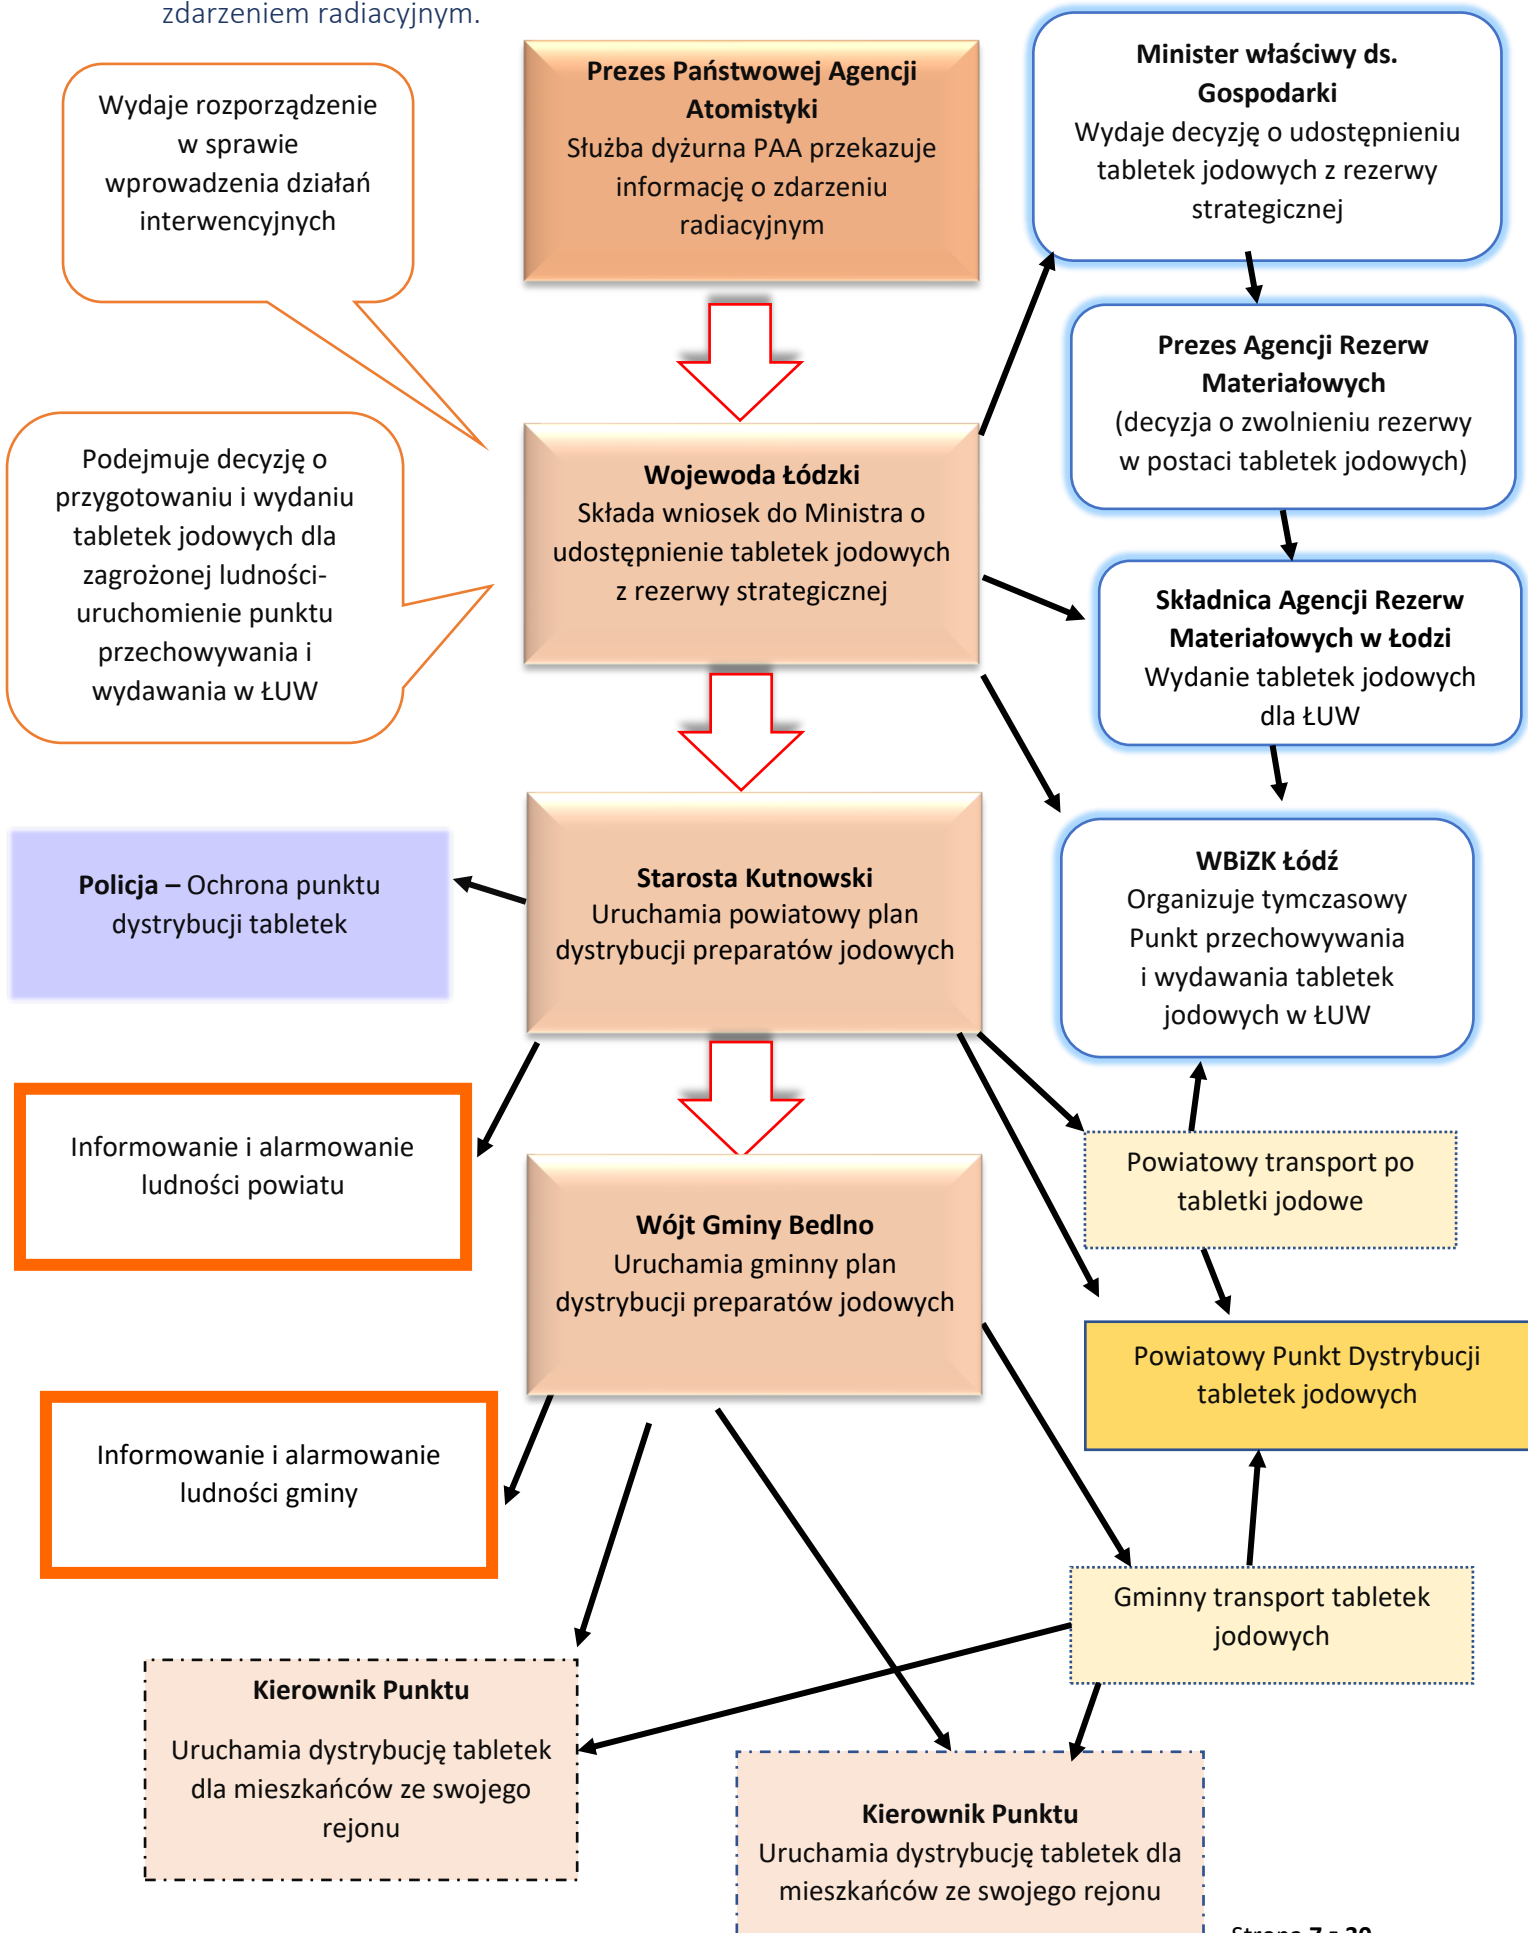 zdarzeniem radiacyjnym.
Wydaje rozporządzenie
w sprawie
wprowadzenia działań
interwencyjnych
Prezes Państwowej Agencji
Atomistyki
Służba dyżurna PAA przekazuje
informację o zdarzeniu
radiacyjnym
Minister właściwy ds.
Gospodarki
Wydaje decyzję o udostępnieniu
tabletek jodowych z rezerwy
strategicznej
Prezes Agencji Rezerw
Materiałowych
(decyzja o zwolnieniu rezerwy
w postaci tabletek jodowych)
Podejmuje decyzję o
przygotowaniu i wydaniu
tabletek jodowych dla
zagrożonej ludności-
uruchomienie punktu
przechowywania i
wydawania w ŁUW
Wojewoda Łódzki
Składa wniosek do Ministra o
udostępnienie tabletek jodowych
z rezerwy strategicznej
Składnica Agencji Rezerw
Materiałowych w Łodzi
Wydanie tabletek jodowych
dla ŁUW
Policja – Ochrona punktu
dystrybucji tabletek
Starosta Kutnowski
Uruchamia powiatowy plan
dystrybucji preparatów jodowych
WBiZK Łódź
Organizuje tymczasowy
Punkt przechowywania
i wydawania tabletek
jodowych w ŁUW
Informowanie i alarmowanie
ludności powiatu
Powiatowy transport po
tabletki jodowe
Wójt Gminy Bedlno
Uruchamia gminny plan
dystrybucji preparatów jodowych
Powiatowy Punkt Dystrybucji
tabletek jodowych
Informowanie i alarmowanie
ludności gminy
Gminny transport tabletek
jodowych
Kierownik Punktu
Uruchamia dystrybucję tabletek
dla mieszkańców ze swojego
rejonu
Kierownik Punktu
Uruchamia dystrybucję tabletek dla
mieszkańców ze swojego rejonu
Strona 7 z 20